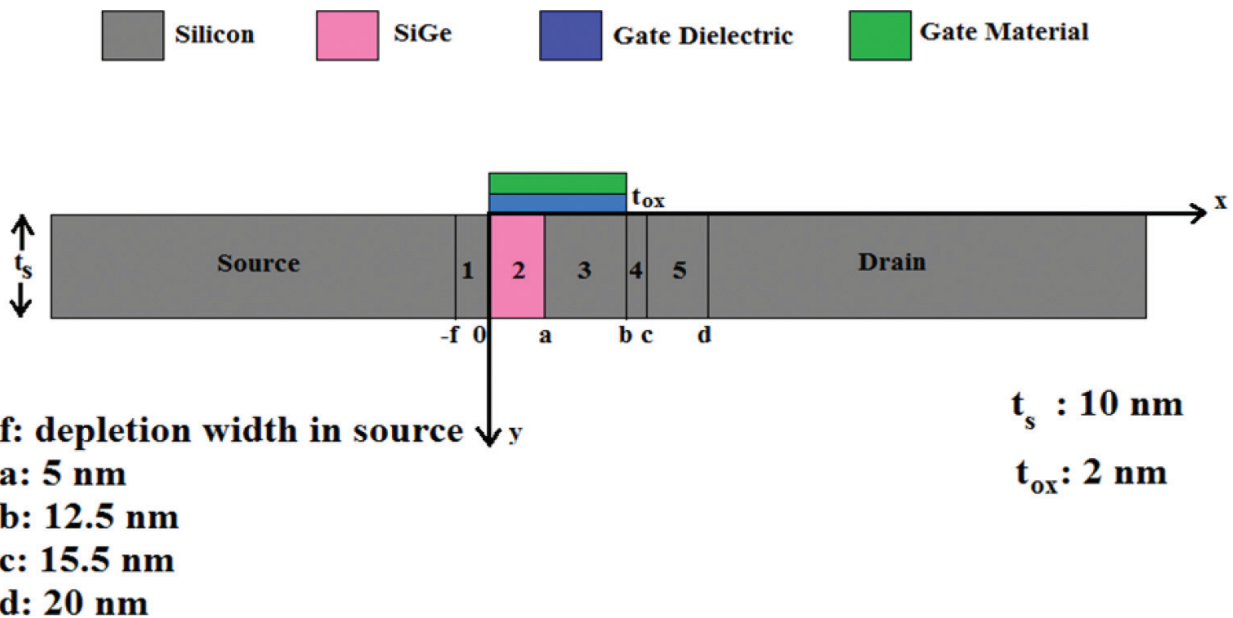 Silicon SiGe Gate Dielectric Gate Material
tox
x
ts
Source 1 2 3 4 5 Drain
-f 0 a b c d
y
f: depletion width in source
a: 5 nm
b: 12.5 nm
c: 15.5 nm
d: 20 nm
ts : 10 nm
tox: 2 nm